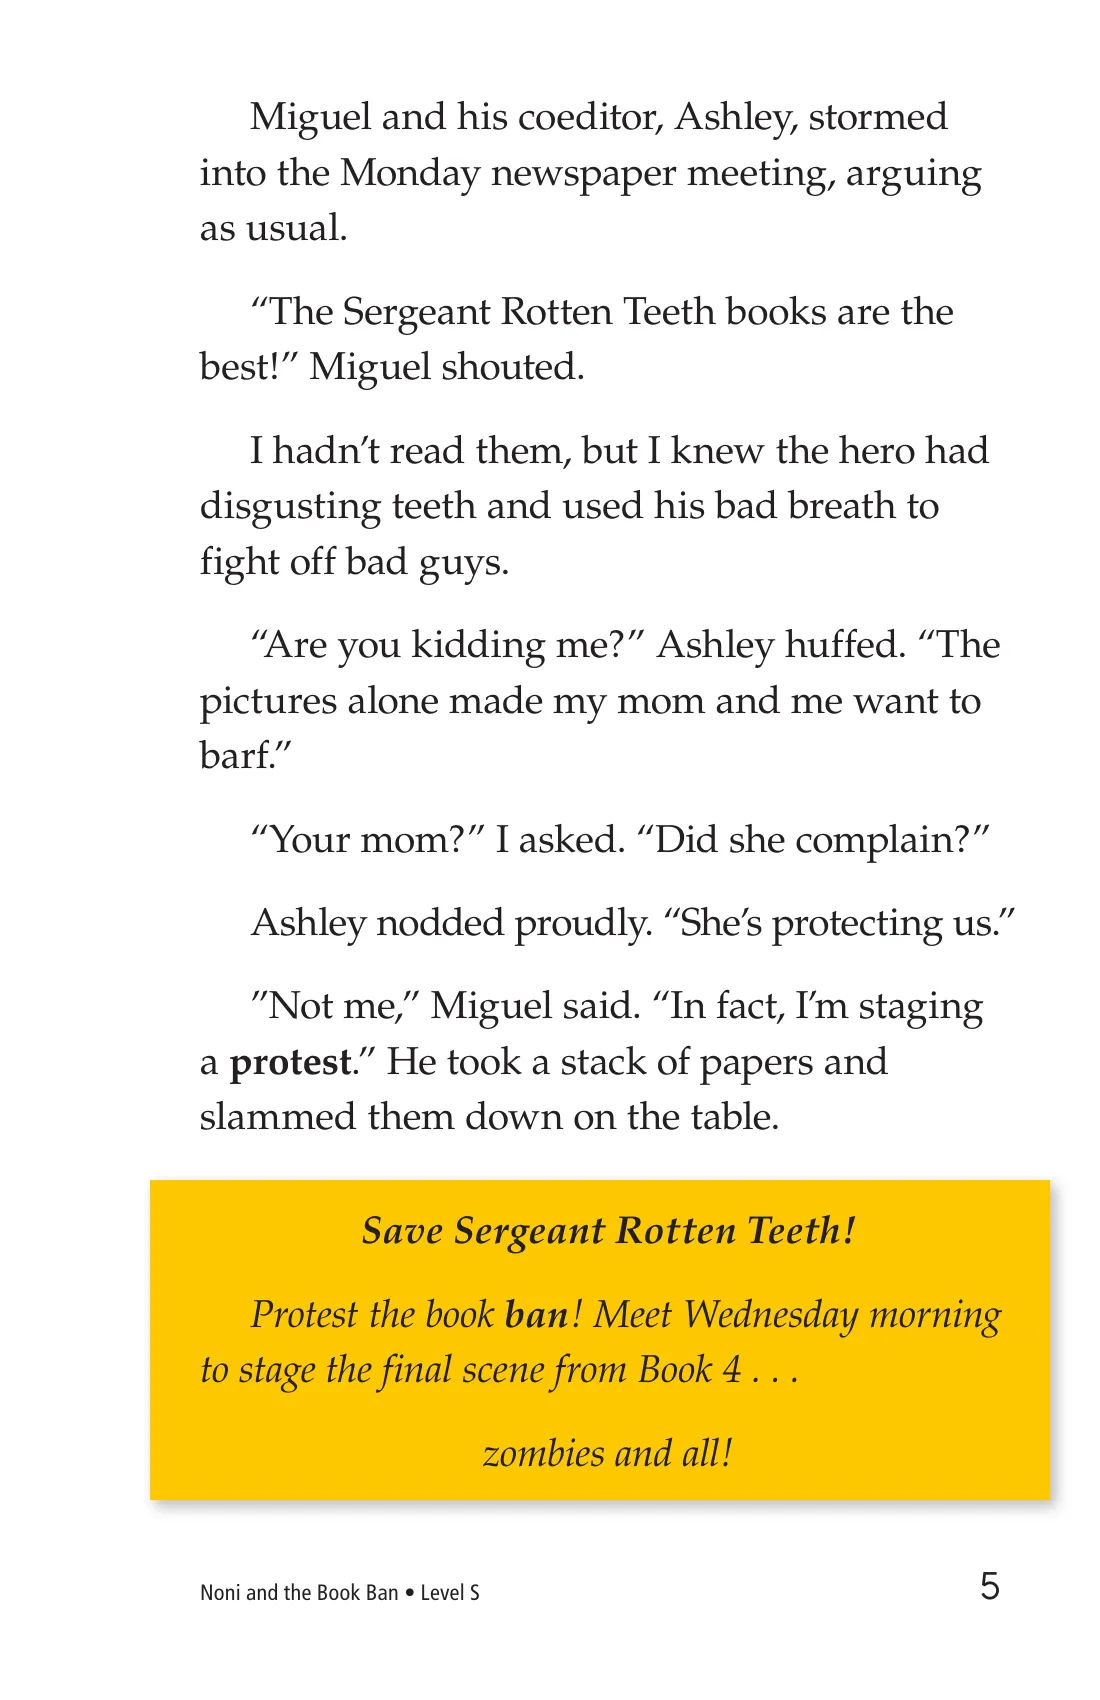 Miguel and his coeditor, Ashley, stormed
into the Monday newspaper meeting, arguing
as usual.
“The Sergeant Rotten Teeth books are the
best!” Miguel shouted.
I hadn’t read them, but I knew the hero had
disgusting teeth and used his bad breath to
fight off bad guys.
“Are you kidding me?” Ashley huffed. “The
pictures alone made my mom and me want to
barf.”
“Your mom?” I asked. “Did she complain?”
Ashley nodded proudly. “She’s protecting us.”
”Not me,” Miguel said. “In fact, I’m staging
a protest.” He took a stack of papers and
slammed them down on the table.
Save Sergeant Rotten Teeth!
Protest the book ban! Meet Wednesday morning
to stage the final scene from Book 4 . . .
zombies and all!
Noni and the Book Ban • Level S
5